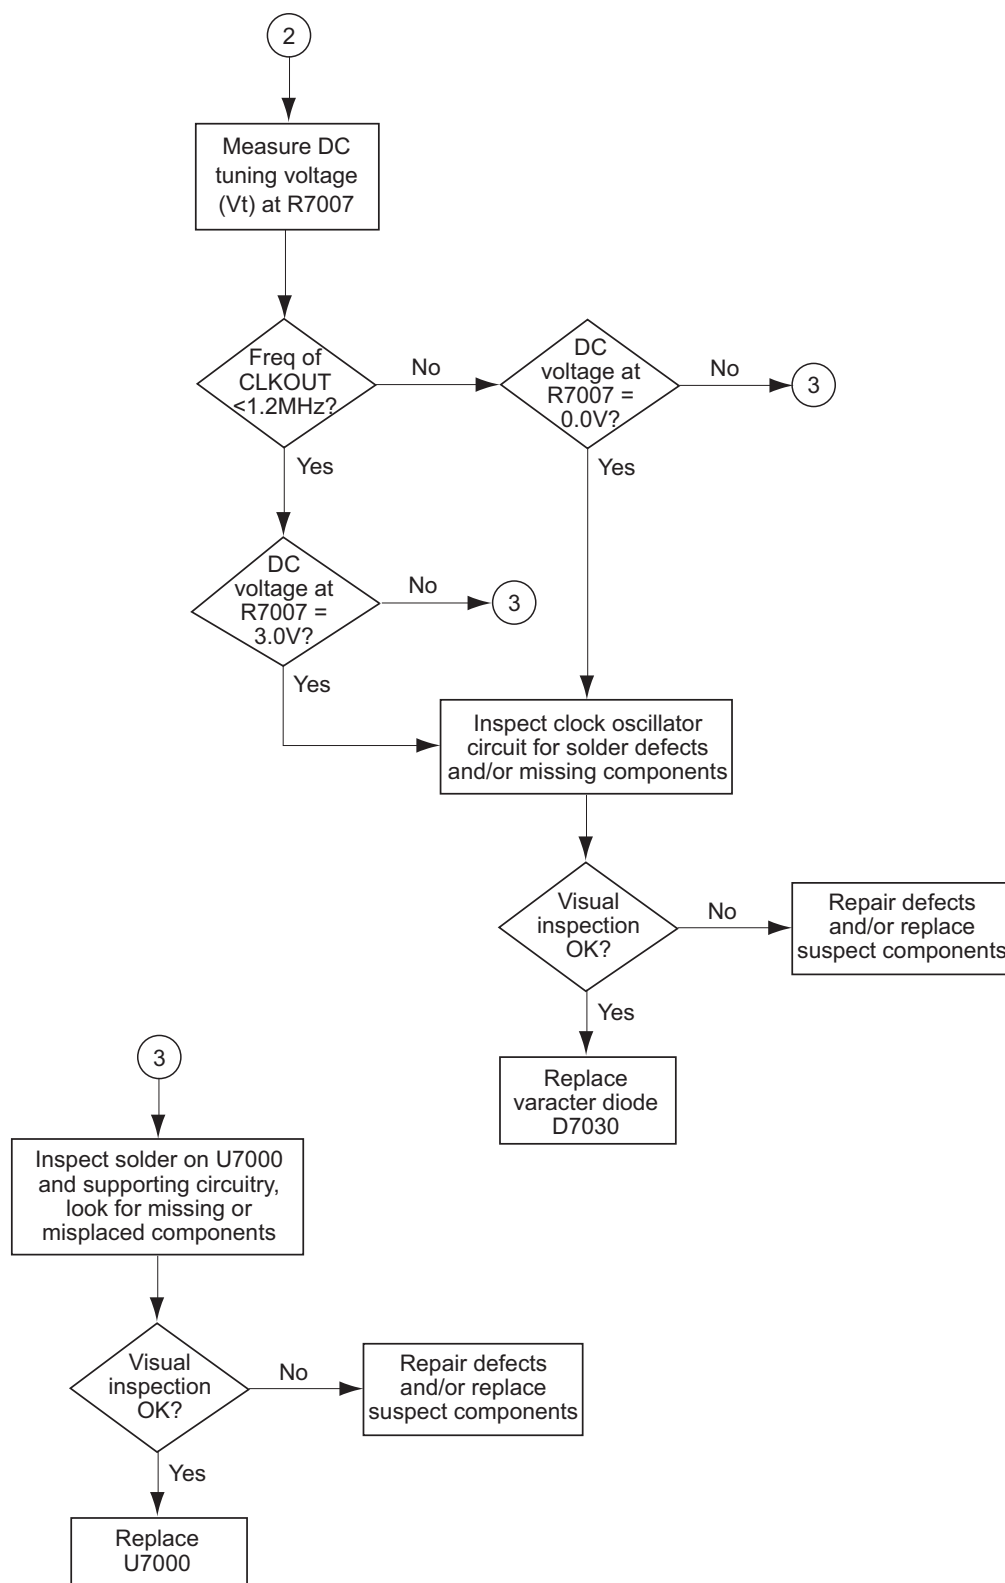 2
Measure DC
tuning voltage
(Vt) at R7007
Freq of
CLKOUT
<1.2MHz?
No
DC
voltage at
R7007 =
0.0V?
No
3
Yes
Yes
DC
voltage at
R7007 =
3.0V?
No
3
Yes
Inspect clock oscillator
circuit for solder defects
and/or missing components
Visual
inspection
OK?
No
Repair defects
and/or replace
suspect components
Yes
Replace
varacter diode
D7030
3
Inspect solder on U7000
and supporting circuitry,
look for missing or
misplaced components
Visual
inspection
OK?
No
Repair defects
and/or replace
suspect components
Yes
Replace
U7000